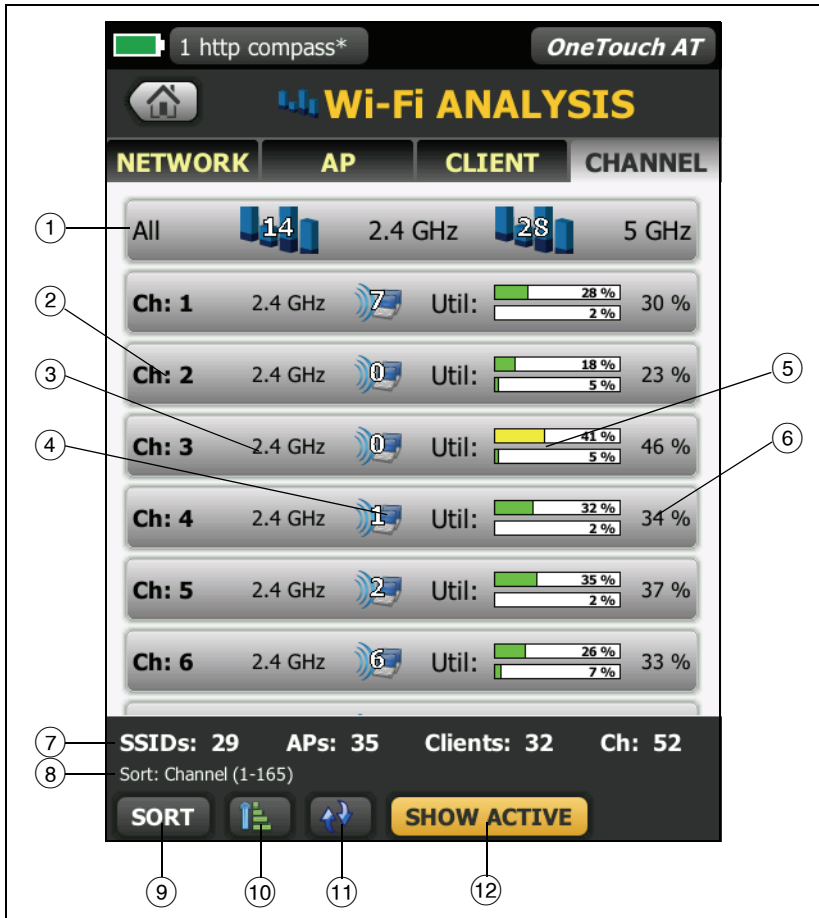 1 http compass* OneTouch AT
Wi-Fi ANALYSIS
NETWORK AP CLIENT CHANNEL
1 All 14 2.4 GHz 28 5 GHz
Ch: 1 2.4 GHz 7 Util: 28 % 2 % 30 %
2 Ch: 2 2.4 GHz 0 Util: 18 % 5 % 23 %
3 Ch: 3 2.4 GHz 0 Util: 41 % 5 % 46 % 5
4 Ch: 4 2.4 GHz 1 Util: 32 % 2 % 34 % 6
Ch: 5 2.4 GHz 2 Util: 35 % 2 % 37 %
Ch: 6 2.4 GHz 6 Util: 26 % 7 % 33 %
7 SSIDs: 29 APs: 35 Clients: 32 Ch: 52
8 Sort: Channel (1-165)
SORT SHOW ACTIVE
9 10 11 12